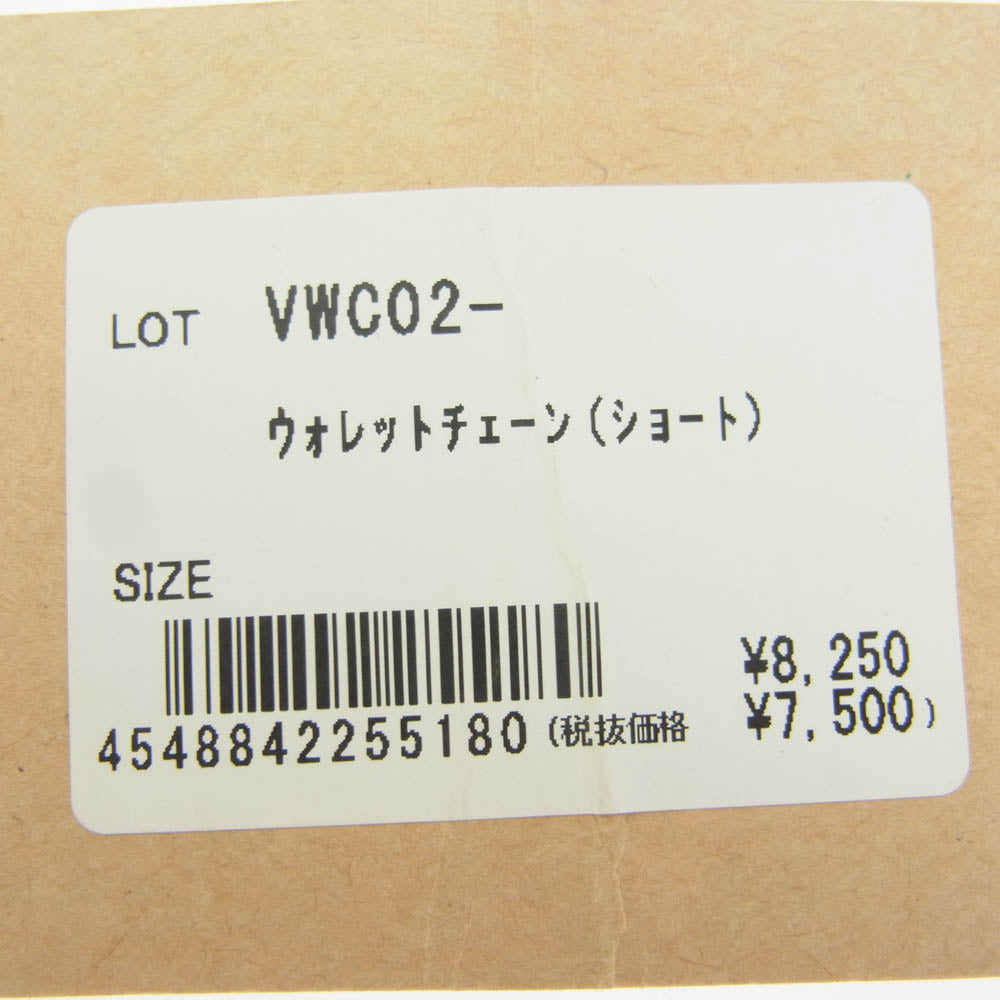 LOT VWC02-
ウォレットチェーン(ショート)
SIZE
¥8,250
4548842255180 (税抜価格 ¥7,500)